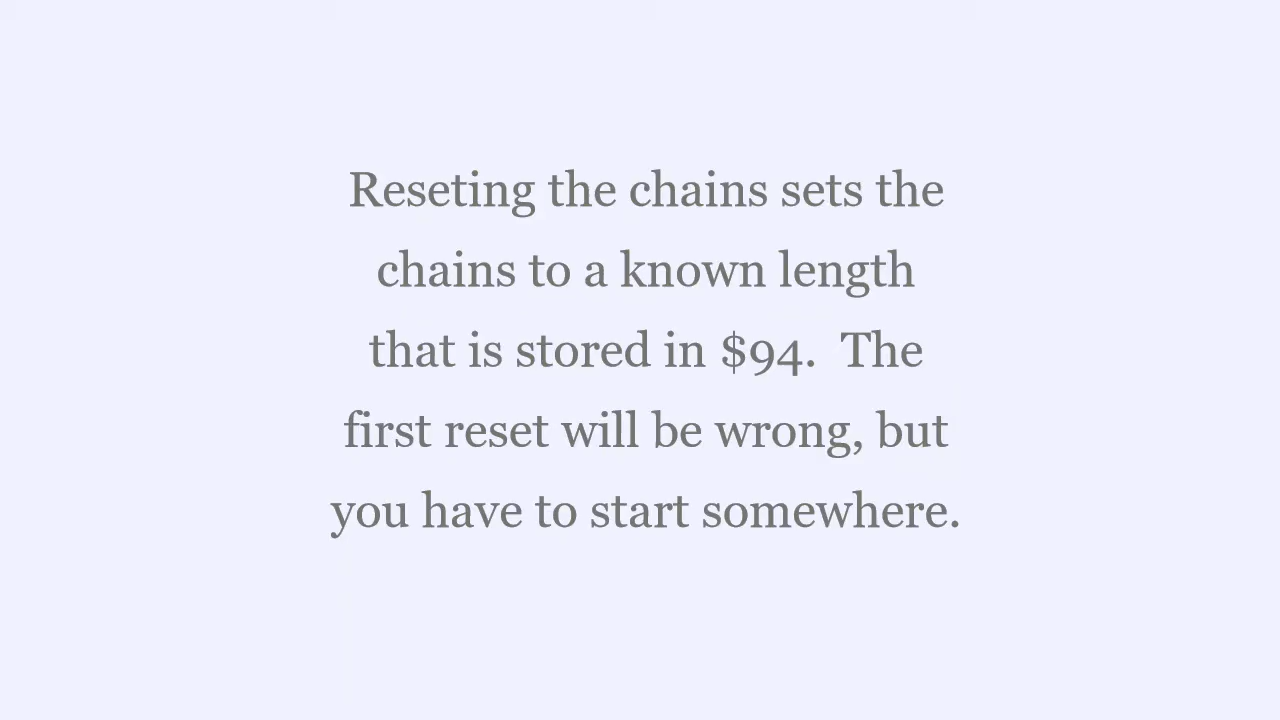 Reseting the chains sets the
chains to a known length
that is stored in $94.  The
first reset will be wrong, but
you have to start somewhere.